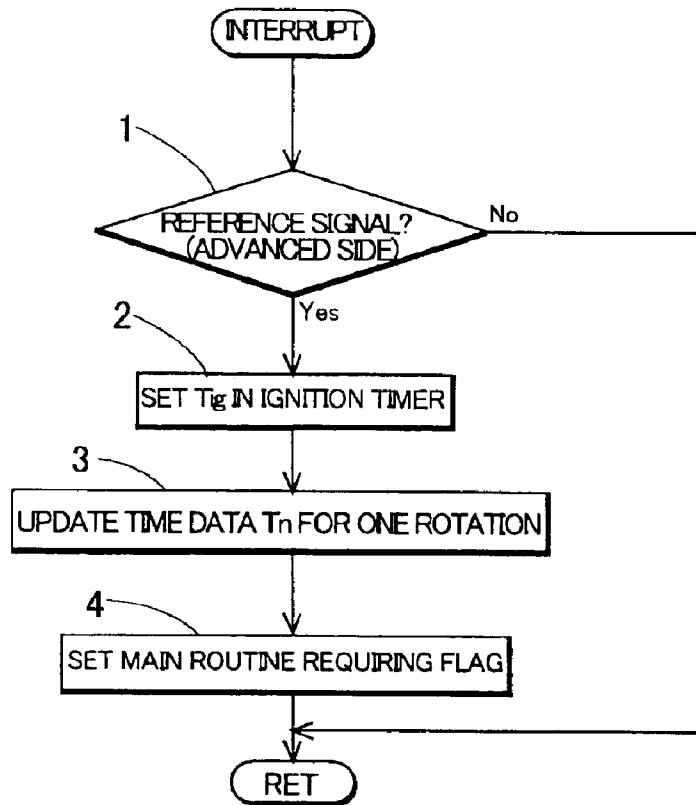 INTERRUPT
1
REFERENCE SIGNAL?
(ADVANCED SIDE)
No
Yes
2
SET Tig IN IGNITION TIMER
3
UPDATE TIME DATA Tn FOR ONE ROTATION
4
SET MAIN ROUTINE REQUIRING FLAG
RET